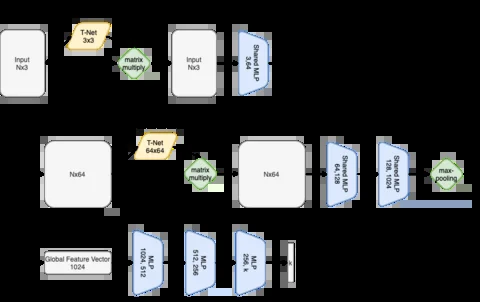 T-Net
3x3
Input
Nx3
matrix
multiply
Input
Nx3
Shared MLP
3,64
Nx64
T-Net
64x64
matrix
multiply
Nx64
Shared MLP
64,128
Shared MLP
128, 1024
max-
pooling
Global Feature Vector
1024
MLP
1024, 512
MLP
512, 256
MLP
256, k
k